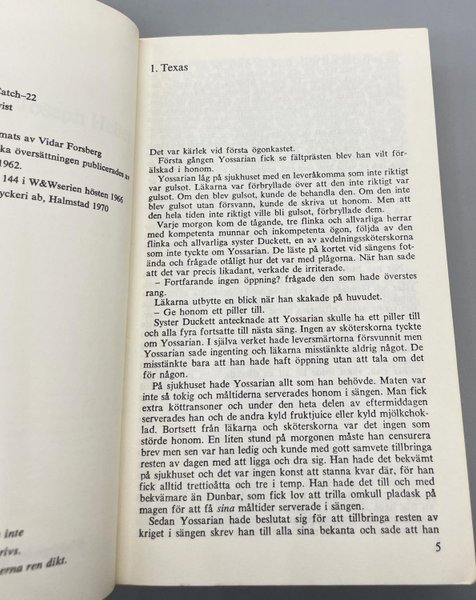 Catch-22
mats av Vidar Forsberg
ka översättningen publicerades av
1962.
144 i W&Wserien hösten 1966
yckeri ab, Halmstad 1970
inte
rivs.
erna ren dikt.
1. Texas
Det var kärlek vid första ögonkastet.
Första gången Yossarian fick se fältprästen blev han vilt för-
älskad i honom.
Yossarian låg på sjukhuset med en leveråkomma som inte riktigt
var gulsot. Läkarna var förbryllade över att den inte riktigt var
gulsot. Om den blev gulsot, kunde de behandla den. Om den inte
blev gulsot utan försvann, kunde de skriva ut honom. Men att
den hela tiden inte riktigt ville bli gulsot, förbryllade dem.
Varje morgon kom de tågande, tre flinka och allvarliga herrar
med kompetenta munnar och inkompetenta ögon, följda av den
flinka och allvarliga syster Duckett, en av avdelningssköterskorna
som inte tyckte om Yossarian. De läste på kortet vid sängens fot-
ända och frågade otåligt hur det var med plågorna. När han sade
att det var precis likadant, verkade de irriterade.
– Fortfarande ingen öppning? frågade den som hade överstes
rang.
Läkarna utbytte en blick när han skakade på huvudet.
– Ge honom ett piller till.
Syster Duckett antecknade att Yossarian skulle ha ett piller till
och alla fyra fortsatte till nästa säng. Ingen av sköterskorna tyckte
om Yossarian. I själva verket hade leversmärtorna försvunnit men
Yossarian sade ingenting och läkarna misstänkte aldrig något. De
misstänkte bara att han hade haft öppning utan att tala om det
för någon.
På sjukhuset hade Yossarian allt som han behövde. Maten var
inte så tokig och måltiderna serverades honom i sängen. Man fick
extra köttransoner och under den heta delen av eftermiddagen
serverades han och de andra kyld fruktjuice eller kyld mjölkchok-
lad. Bortsett från läkarna och sköterskorna var det ingen som
störde honom. En liten stund på morgonen måste han censurera
brev men sen var han ledig och kunde med gott samvete tillbringa
resten av dagen med att ligga och dra sig. Han hade det bekvämt
på sjukhuset och det var ingen konst att stanna kvar där, för han
fick alltid trettioåtta och tre i temp. Han hade det till och med
bekvämare än Dunbar, som fick lov att trilla omkull pladask på
magen för att få sina måltider serverade i sängen.
Sedan Yossarian hade beslutat sig för att tillbringa resten av
kriget i sängen skrev han till alla sina bekanta och sade att han
5